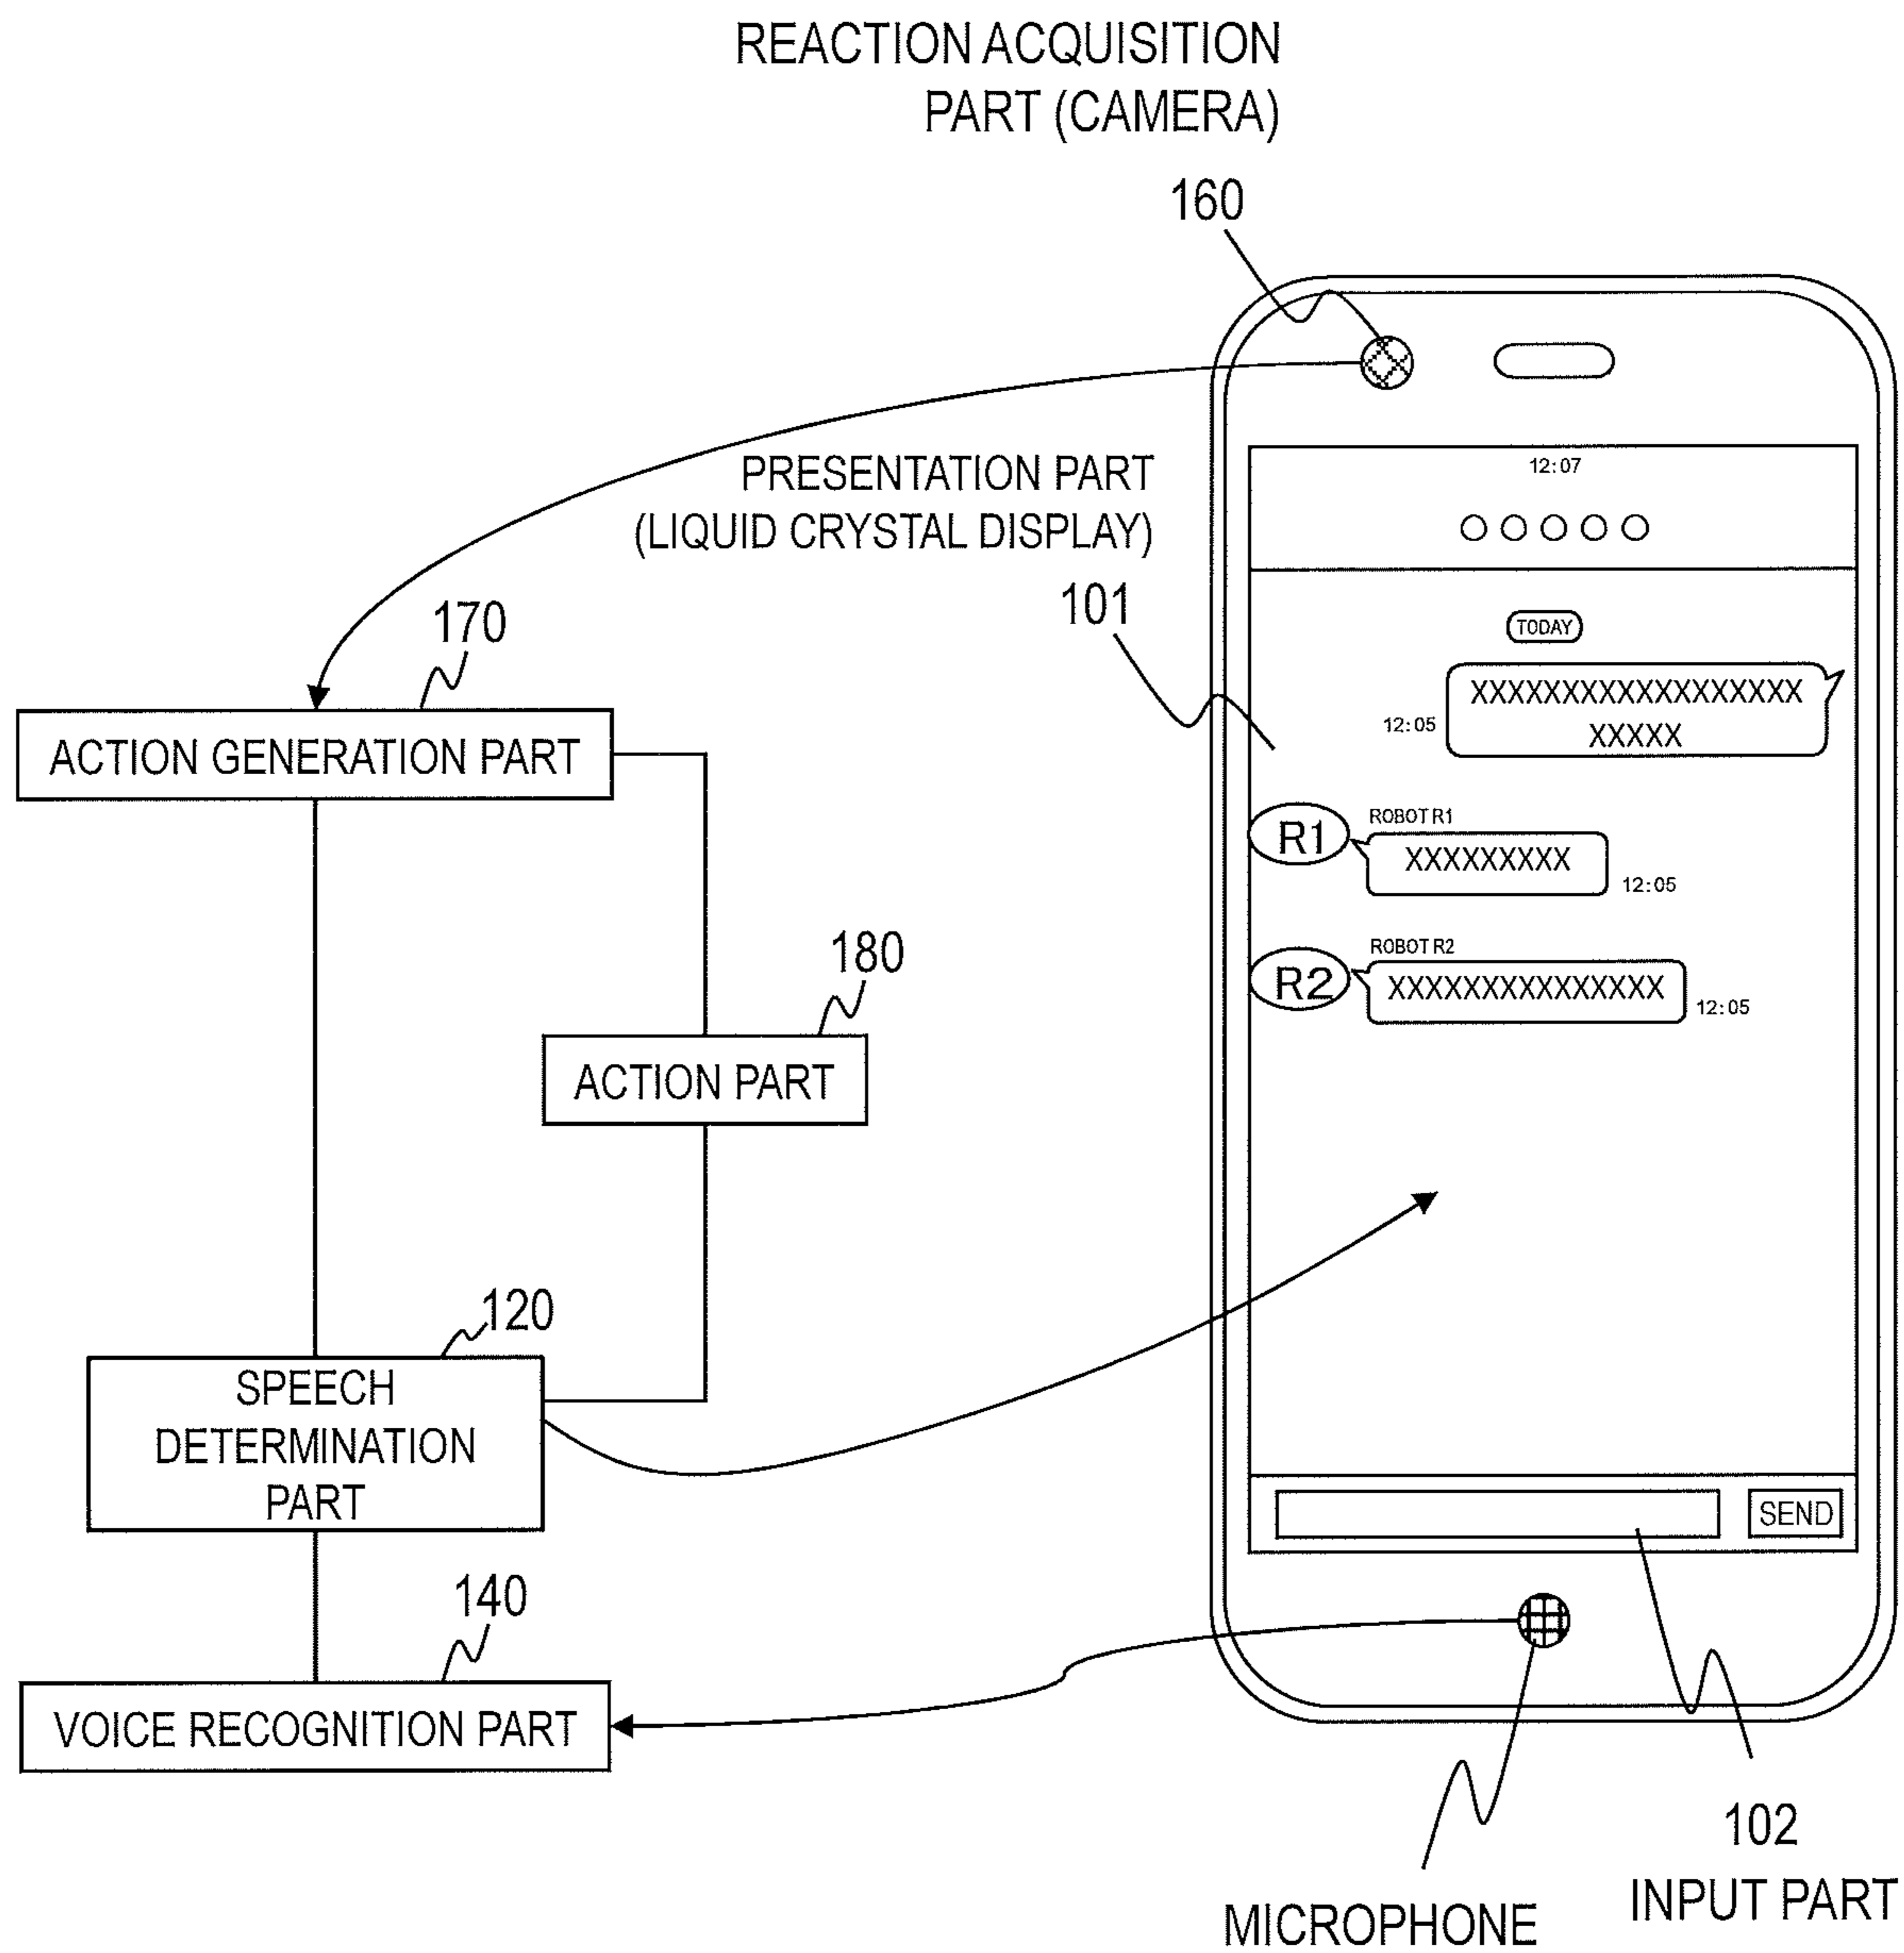 REACTION ACQUISITION
PART (CAMERA)
160
PRESENTATION PART
(LIQUID CRYSTAL DISPLAY)
101
170
ACTION GENERATION PART
180
ACTION PART
120
SPEECH
DETERMINATION
PART
140
VOICE RECOGNITION PART
12:07
○○○○○
TODAY
XXXXXXXXXXXXXXXXXX
XXXXX
12:05
R1
ROBOT R1
XXXXXXXXX
12:05
R2
ROBOT R2
XXXXXXXXXXXXXXX
12:05
SEND
102
INPUT PART
MICROPHONE